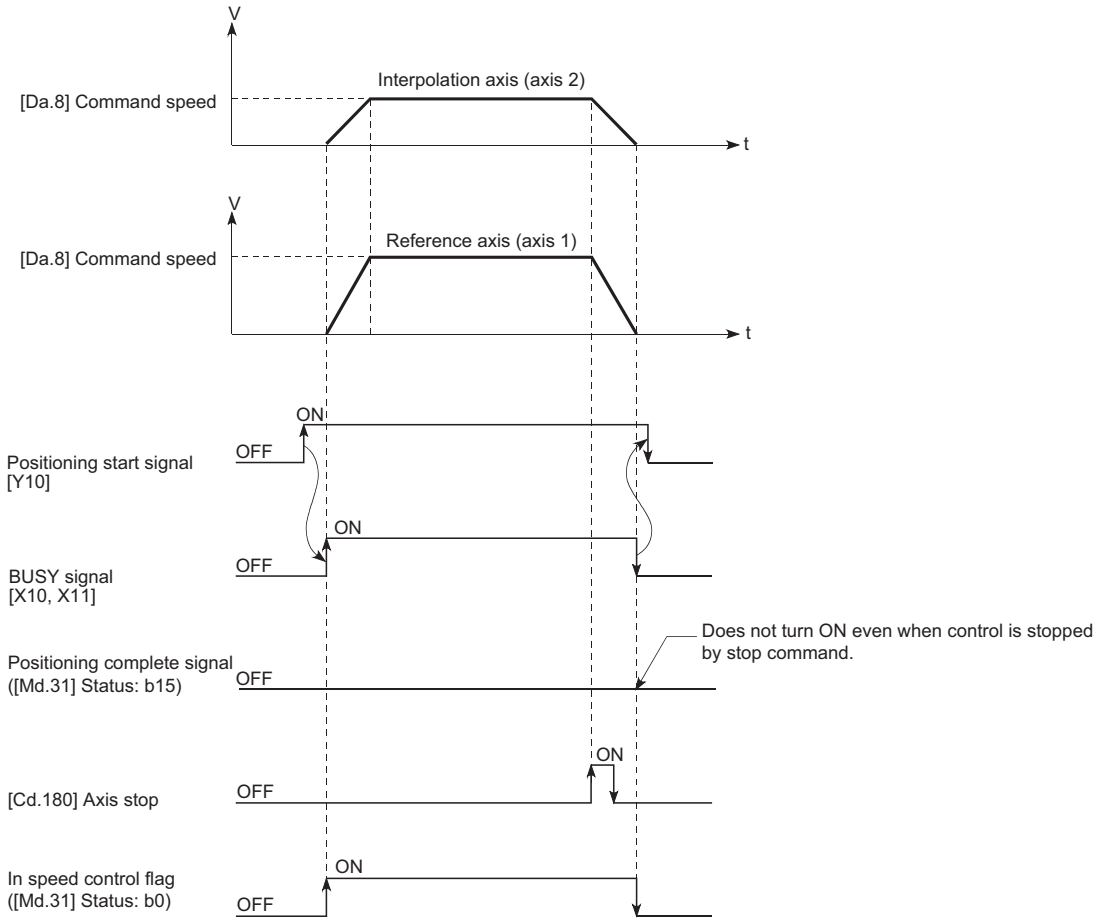 V
Interpolation axis (axis 2)
[Da.8] Command speed
t
V
Reference axis (axis 1)
[Da.8] Command speed
t
ON
OFF
Positioning start signal
[Y10]
ON
OFF
BUSY signal
[X10, X11]
Does not turn ON even when control is stopped
by stop command.
Positioning complete signal
([Md.31] Status: b15)
OFF
ON
OFF
[Cd.180] Axis stop
ON
In speed control flag
([Md.31] Status: b0)
OFF